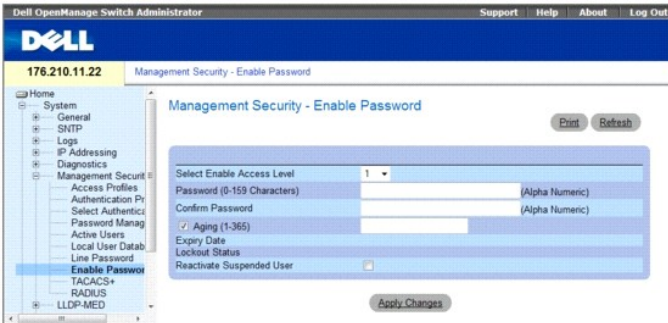 Dell OpenManage Switch Administrator
Support Help About Log Out
DELL
176.210.11.22
Management Security - Enable Password
Home
System
General
SNTP
Logs
IP Addressing
Diagnostics
Management Securit
Access Profiles
Authentication Pr
Select Authentica
Password Manag
Active Users
Local User Datab
Line Password
Enable Passwor
TACACS+
RADIUS
LLDP-MED
Management Security - Enable Password
Print Refresh
Select Enable Access Level 1
Password (0-159 Characters) (Alpha Numeric)
Confirm Password (Alpha Numeric)
Aging (1-365)
Expiry Date
Lockout Status
Reactivate Suspended User
Apply Changes